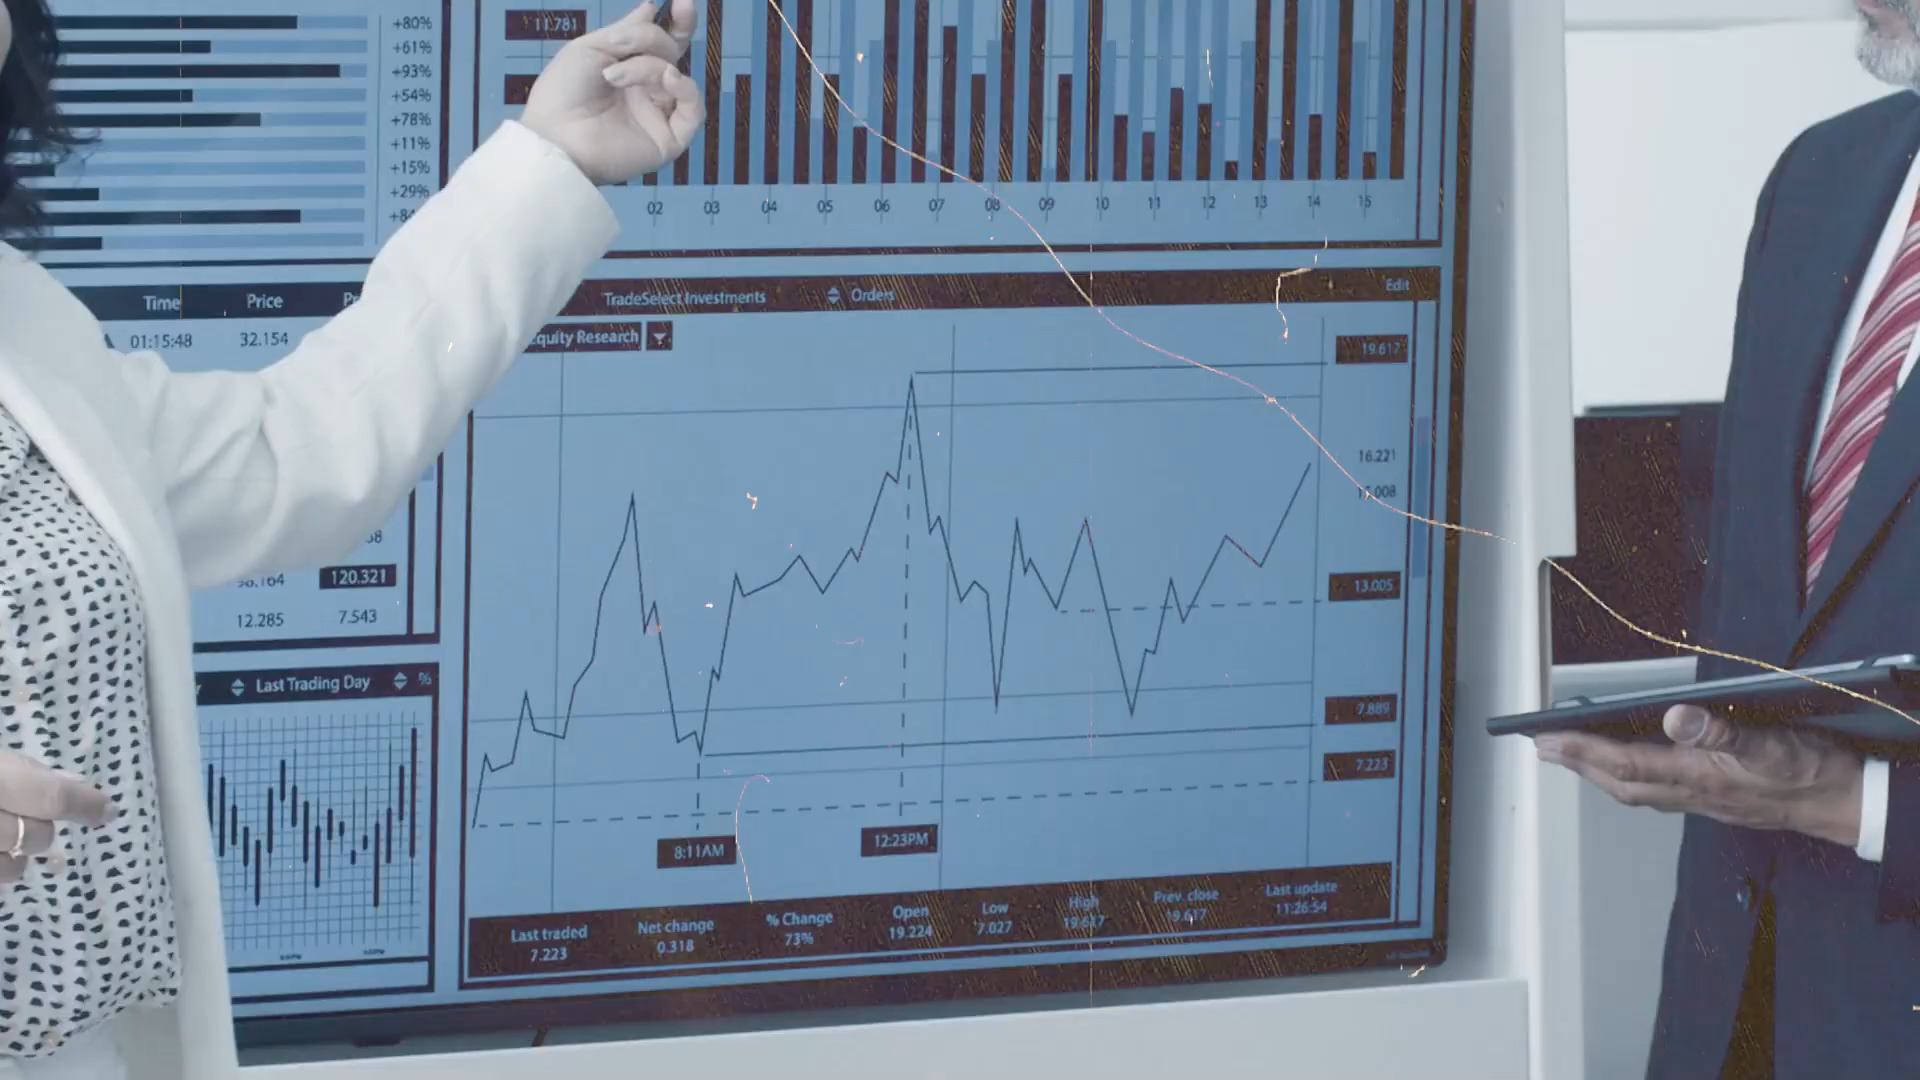 +80%
+61%
+93%
+54%
+78%
+11%
+15%
+29%
11.781
02 03 04 05 06 07 08 09 10 11 12 13 14 15
Time Price
01:15:48 32.154
120.321
12.285 7.543
Last Trading Day %
TradeSelect Investments Orders Edit
Equity Research
19.617
16.221
13.005
7.889
7.223
8:11AM
12:23PM
Last traded Net change % Change Open Low High Prev. close Last update
7.223 0.318 73% 19.224 7.027 19.617 19.617 11:26:54